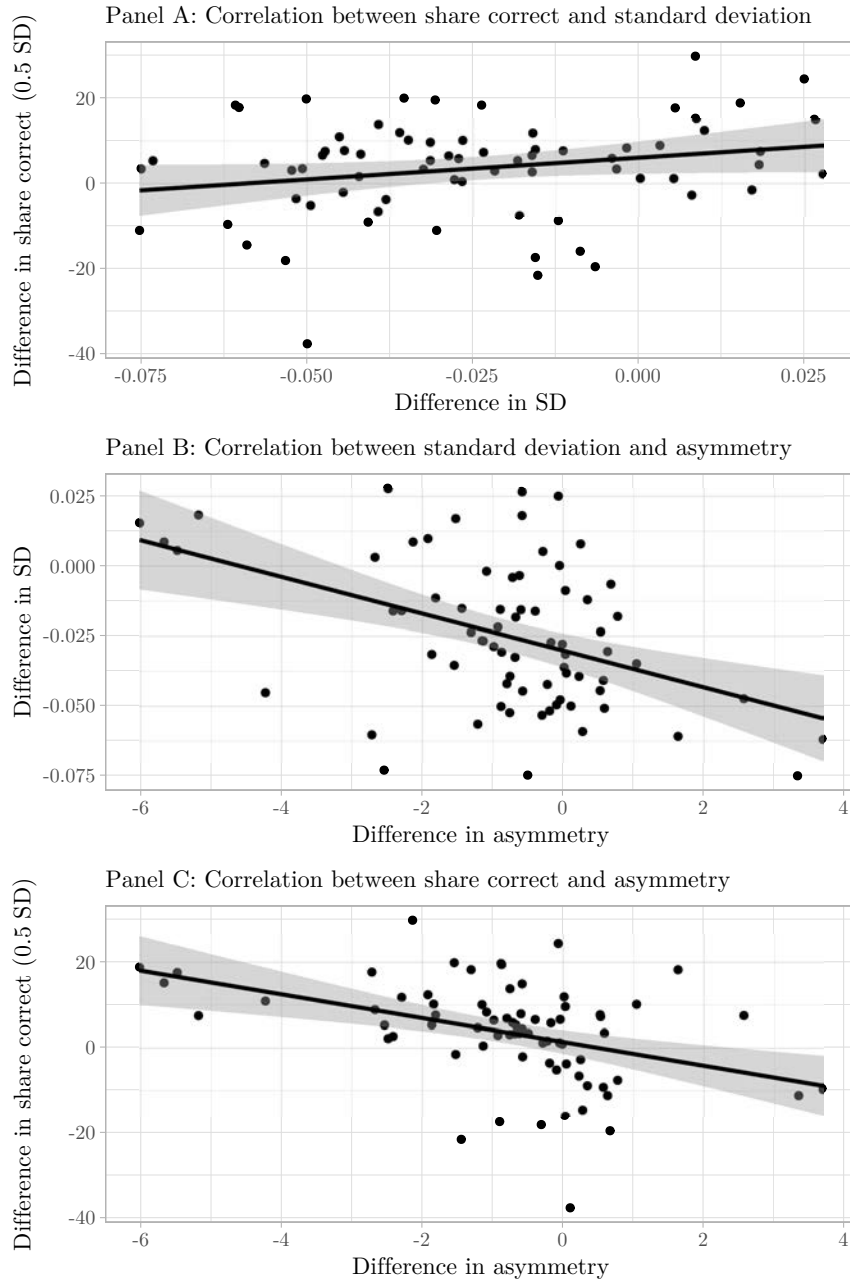 Panel A: Correlation between share correct and standard deviation
Difference in share correct (0.5 SD)
20
0
-20
-40
-0.075 -0.050 -0.025 0.000 0.025
Difference in SD
Panel B: Correlation between standard deviation and asymmetry
Difference in SD
0.025
0.000
-0.025
-0.050
-0.075
-6 -4 -2 0 2 4
Difference in asymmetry
Panel C: Correlation between share correct and asymmetry
Difference in share correct (0.5 SD)
20
0
-20
-40
-6 -4 -2 0 2 4
Difference in asymmetry